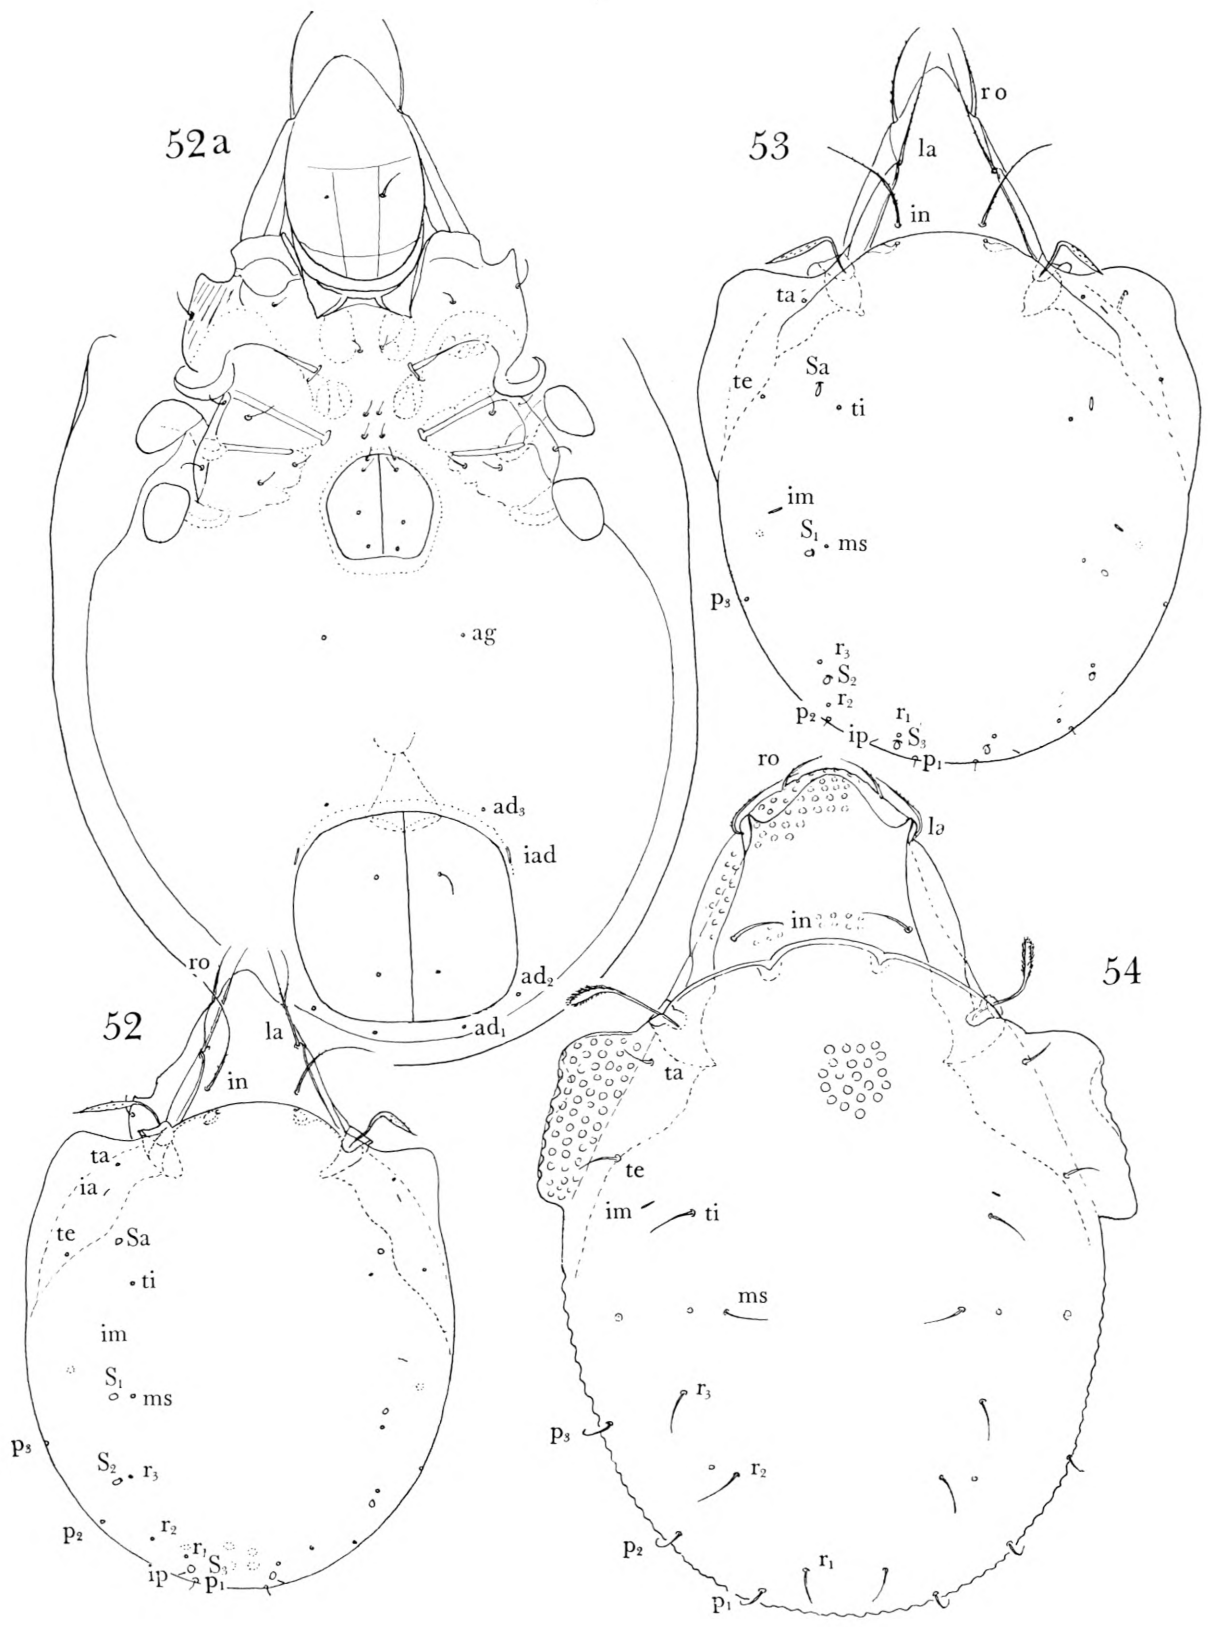 52a
ag
ad₃
iad
ad₂
ad₁
53
ro
la
in
ta
Sa
te
ti
im
S₁
ms
p₃
r₃
S₂
r₂
p₂
r₁
ip
S₃
p₁
52
ro
la
in
ta
ia
te
Sa
ti
im
S₁
ms
p₃
S₂
r₃
p₂
r₂
r₁
S₃
ip
p₁
54
ro
la
in
ta
te
im
ti
ms
r₃
p₃
r₂
p₂
r₁
p₁